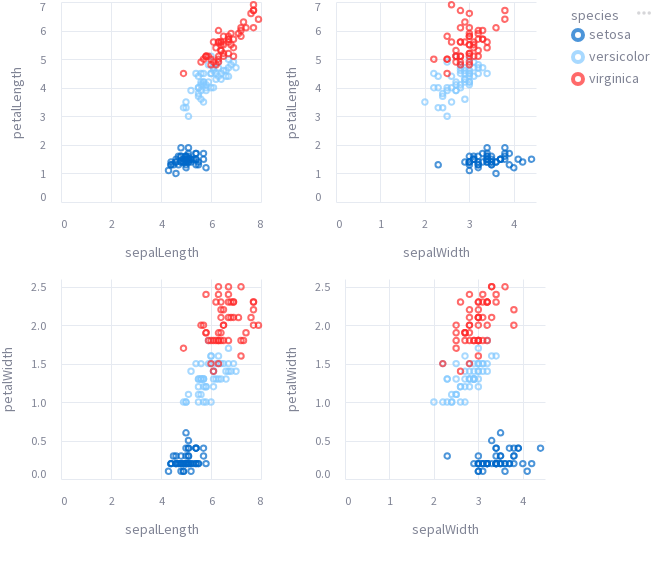 species
setosa
versicolor
virginica
petalLength
7
6
5
4
3
2
1
0
0 2 4 6 8
sepalLength
petalLength
7
6
5
4
3
2
1
0
0 1 2 3 4
sepalWidth
petalWidth
2.5
2.0
1.5
1.0
0.5
0.0
0 2 4 6 8
sepalLength
petalWidth
2.5
2.0
1.5
1.0
0.5
0.0
0 1 2 3 4
sepalWidth